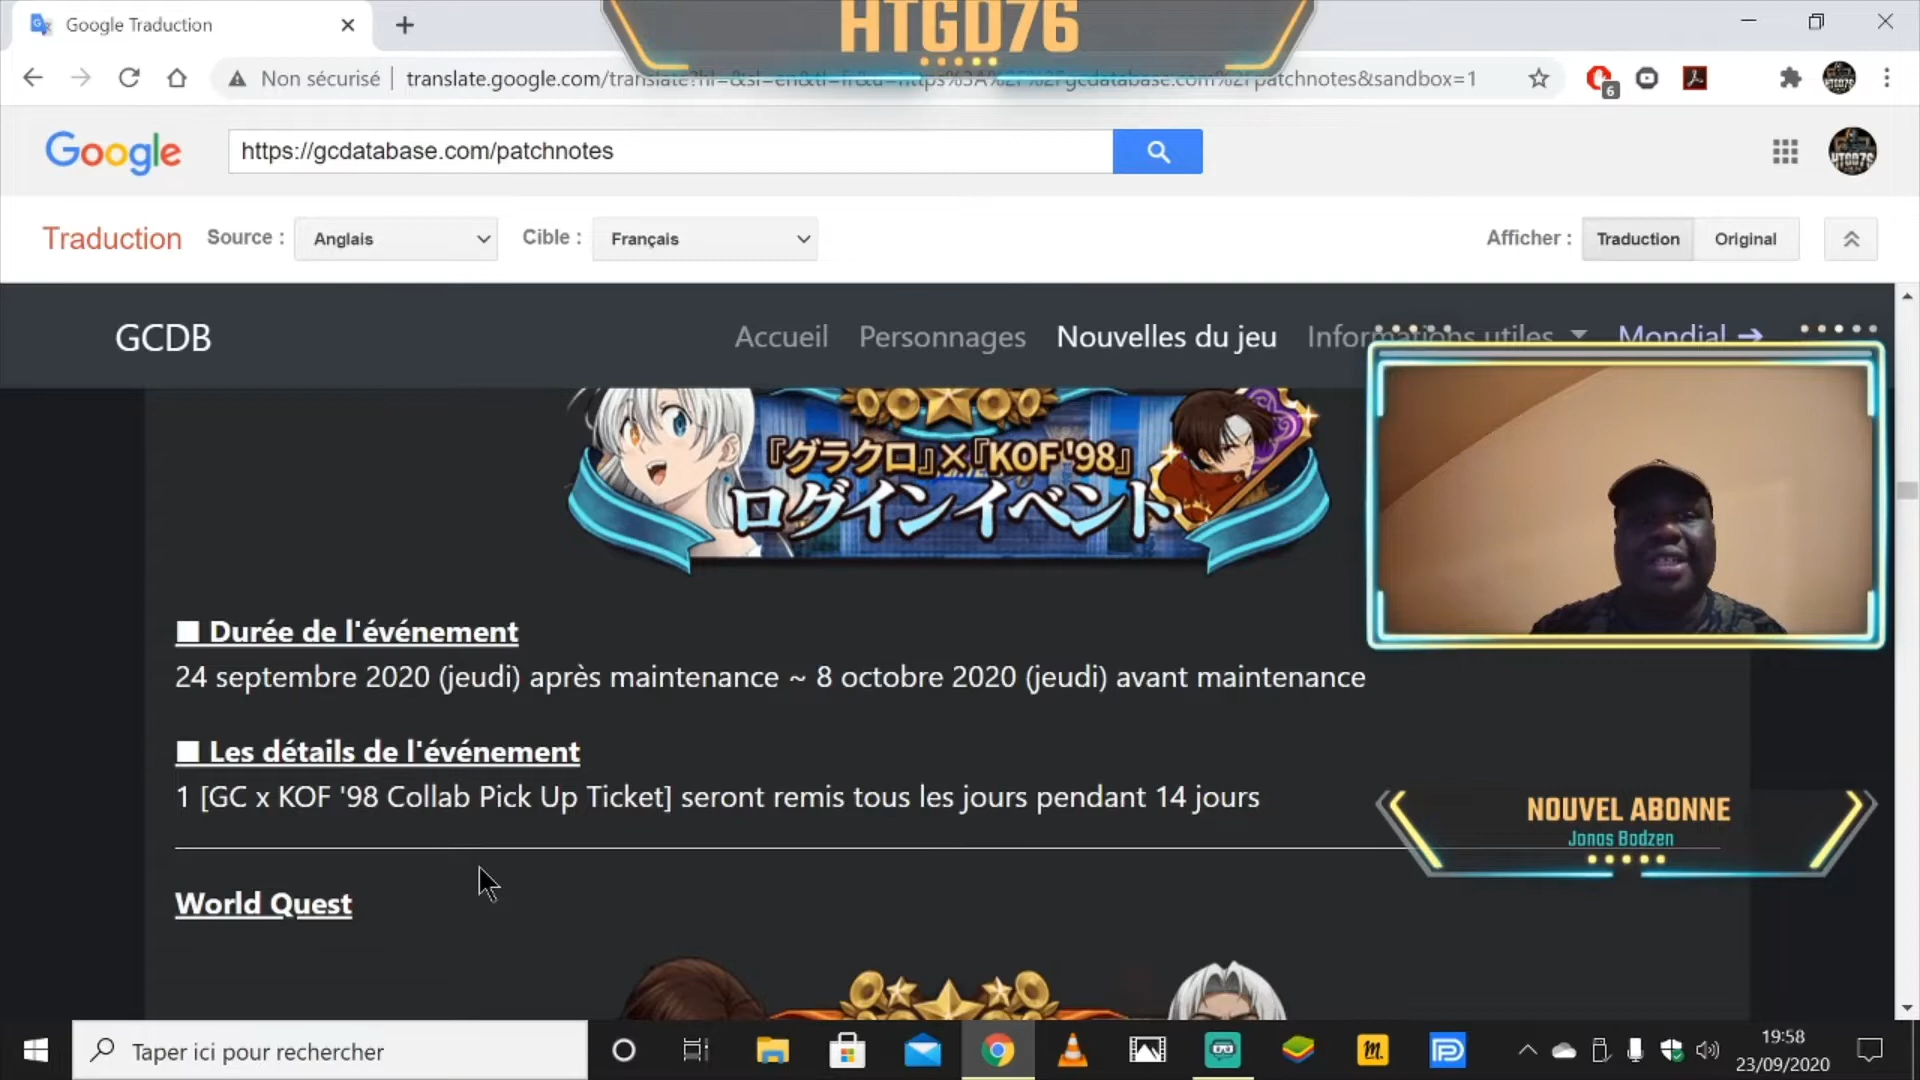 Google Traduction
HTGD76
Non sécurisé
translate.google.com/translate?hl=&sl=en&tl=fr&u=https%3A%2F%2Fgcdatabase.com%2Fpatchnotes&sandbox=1
6
Google
https://gcdatabase.com/patchnotes
HTGD76
Traduction
Source :
Anglais
Cible :
Français
Afficher :
Traduction
Original
GCDB
Accueil
Personnages
Nouvelles du jeu
Informations utiles
Mondial →
『グラクロ』×『KOF'98』
ログインイベント
■ Durée de l'événement
24 septembre 2020 (jeudi) après maintenance ~ 8 octobre 2020 (jeudi) avant maintenance
■ Les détails de l'événement
1 [GC x KOF '98 Collab Pick Up Ticket] seront remis tous les jours pendant 14 jours
NOUVEL ABONNE
Jonas Bodzen
World Quest
Taper ici pour rechercher
m.
19:58
23/09/2020